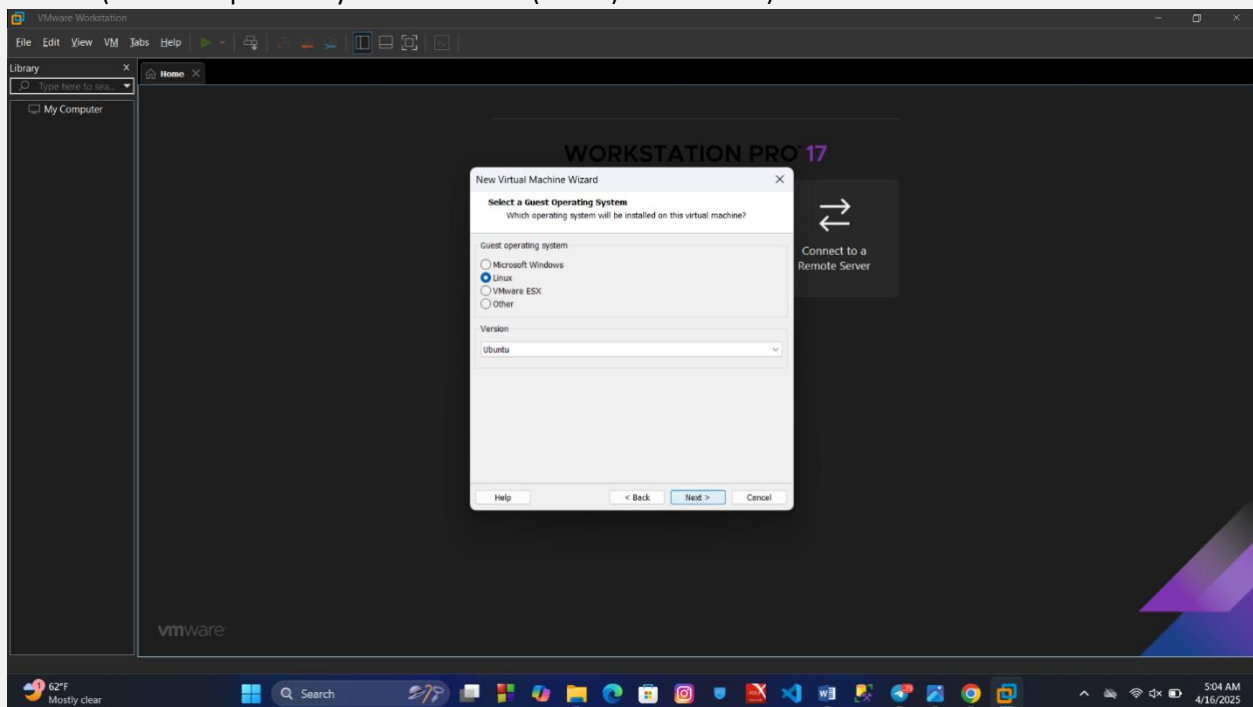 VMware Workstation
File Edit View VM Tabs Help
Library
Home
Type here to sea...
My Computer
WORKSTATION PRO 17
New Virtual Machine Wizard
Select a Guest Operating System
Which operating system will be installed on this virtual machine?
Guest operating system
Microsoft Windows
Linux
VMware ESX
Other
Version
Ubuntu
Help < Back Next > Cancel
Connect to a
Remote Server
vmware
62°F
Mostly clear
Search
5:04 AM
4/16/2025